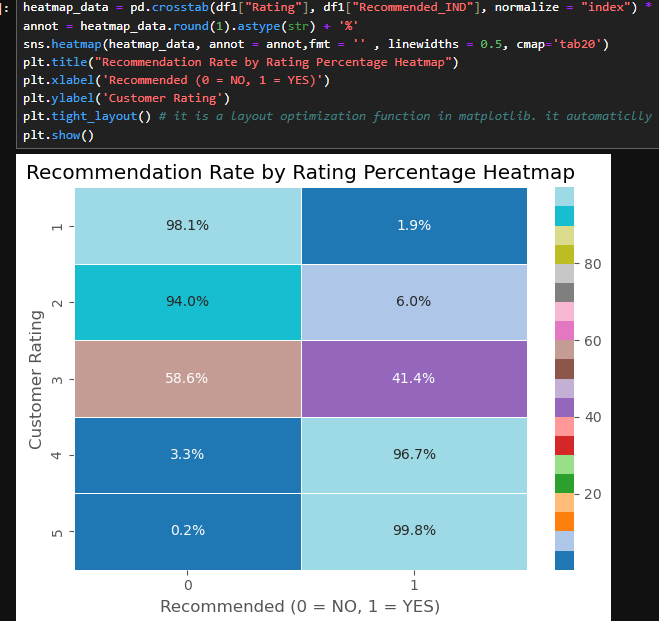 ]: heatmap_data = pd.crosstab(df1["Rating"], df1["Recommended_IND"], normalize = "index") *
annot = heatmap_data.round(1).astype(str) + '%'
sns.heatmap(heatmap_data, annot = annot,fmt = '' , linewidths = 0.5, cmap='tab20')
plt.title("Recommendation Rate by Rating Percentage Heatmap")
plt.xlabel('Recommended (0 = NO, 1 = YES)')
plt.ylabel('Customer Rating')
plt.tight_layout() # it is a layout optimization function in matplotlib. it automaticlly
plt.show()
Recommendation Rate by Rating Percentage Heatmap
1 98.1% 1.9%
2 94.0% 6.0%
3 58.6% 41.4%
4 3.3% 96.7%
5 0.2% 99.8%
Customer Rating
0 1
Recommended (0 = NO, 1 = YES)
80
60
40
20